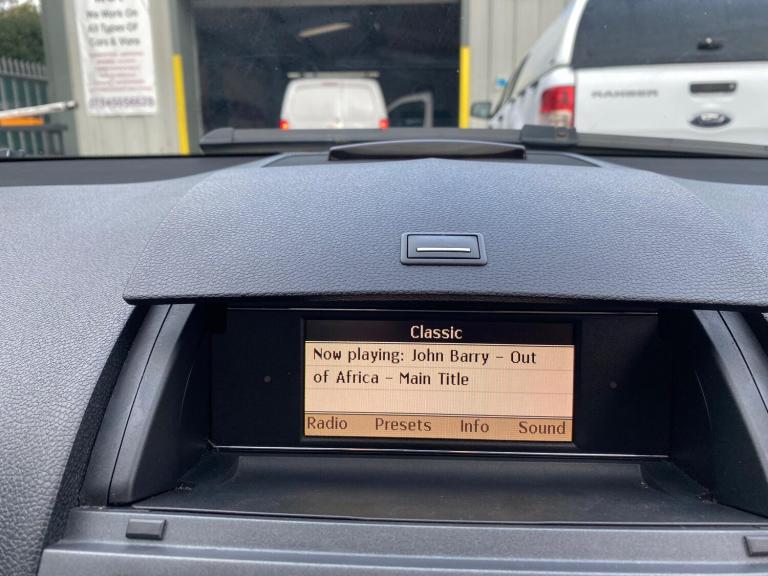 We Work On
All Types Of
Cars & Vans
RANGER
Ford
Classic
Now playing: John Barry – Out
of Africa – Main Title
Radio Presets Info Sound